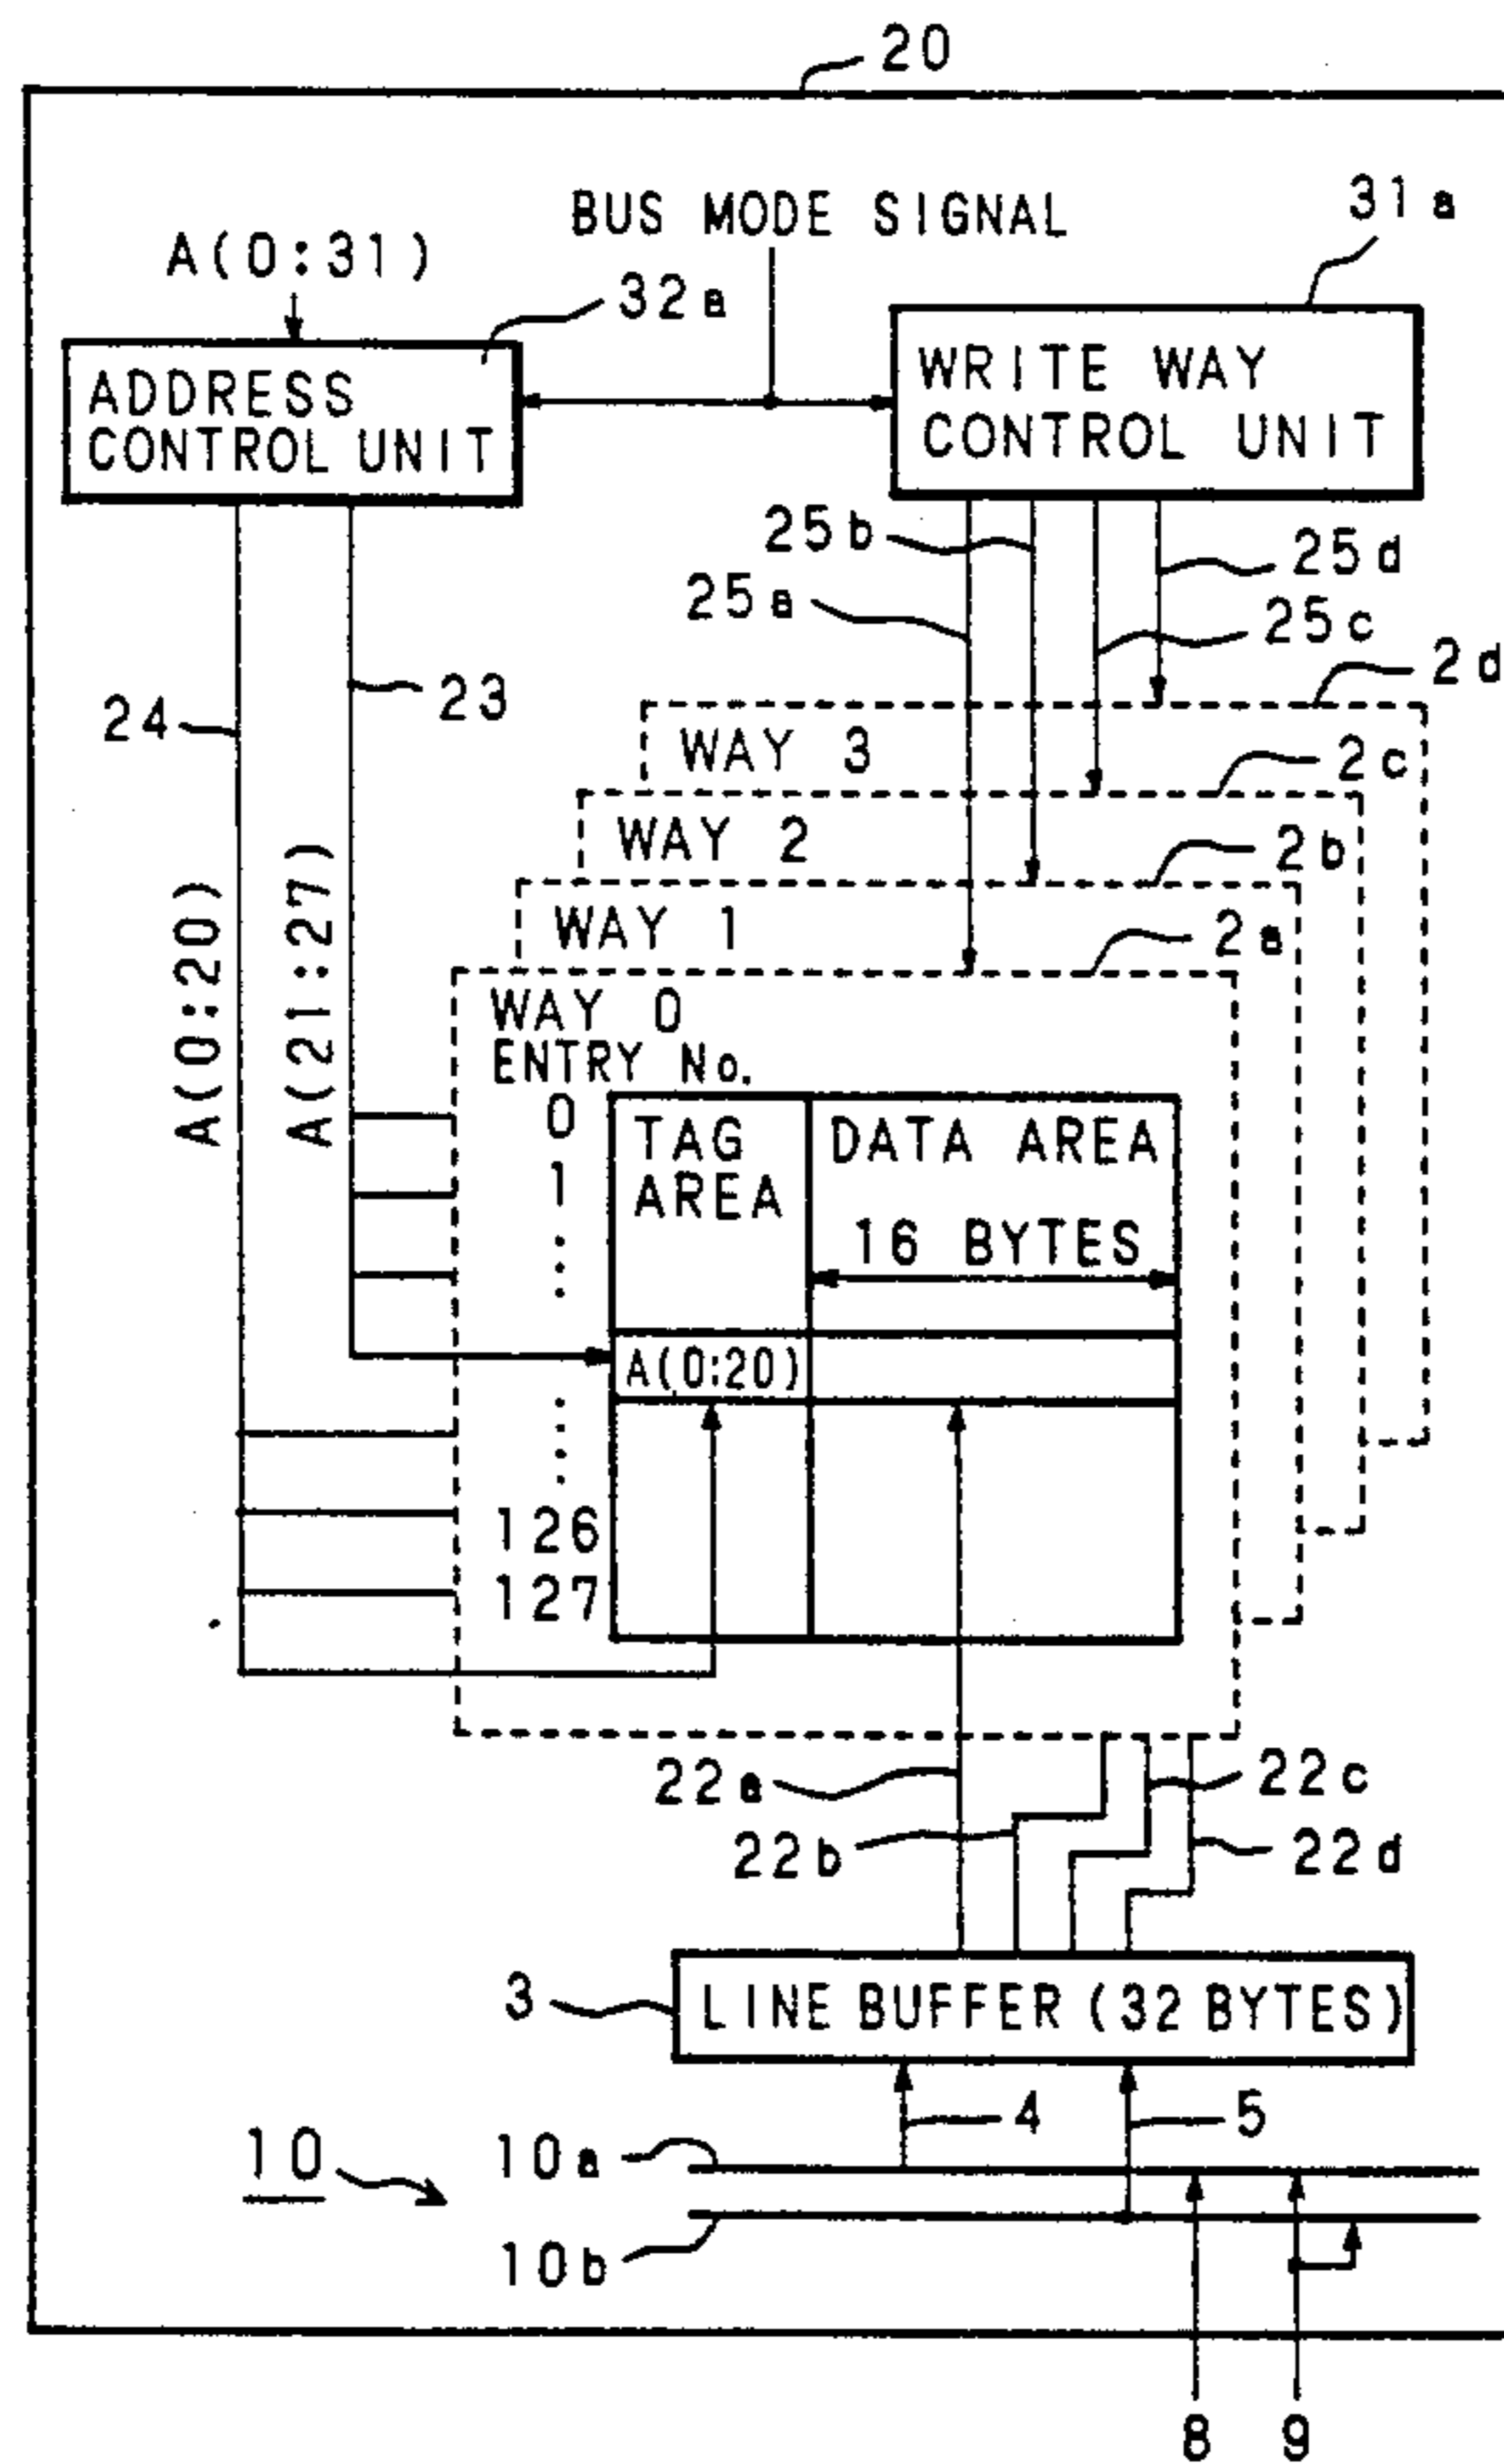 20
BUS MODE SIGNAL
31a
A(0:31)
32a
ADDRESS
CONTROL UNIT
WRITE WAY
CONTROL UNIT
25b
25d
25a
25c
2d
24
23
WAY 3
2c
WAY 2
2b
A(0:20)
A(21:27)
WAY 1
2a
WAY 0
ENTRY No.
0
TAG
AREA
DATA AREA
1
16 BYTES
A(0:20)
126
127
22a
22c
22b
22d
3
LINE BUFFER (32 BYTES)
4
5
10
10a
10b
8
9